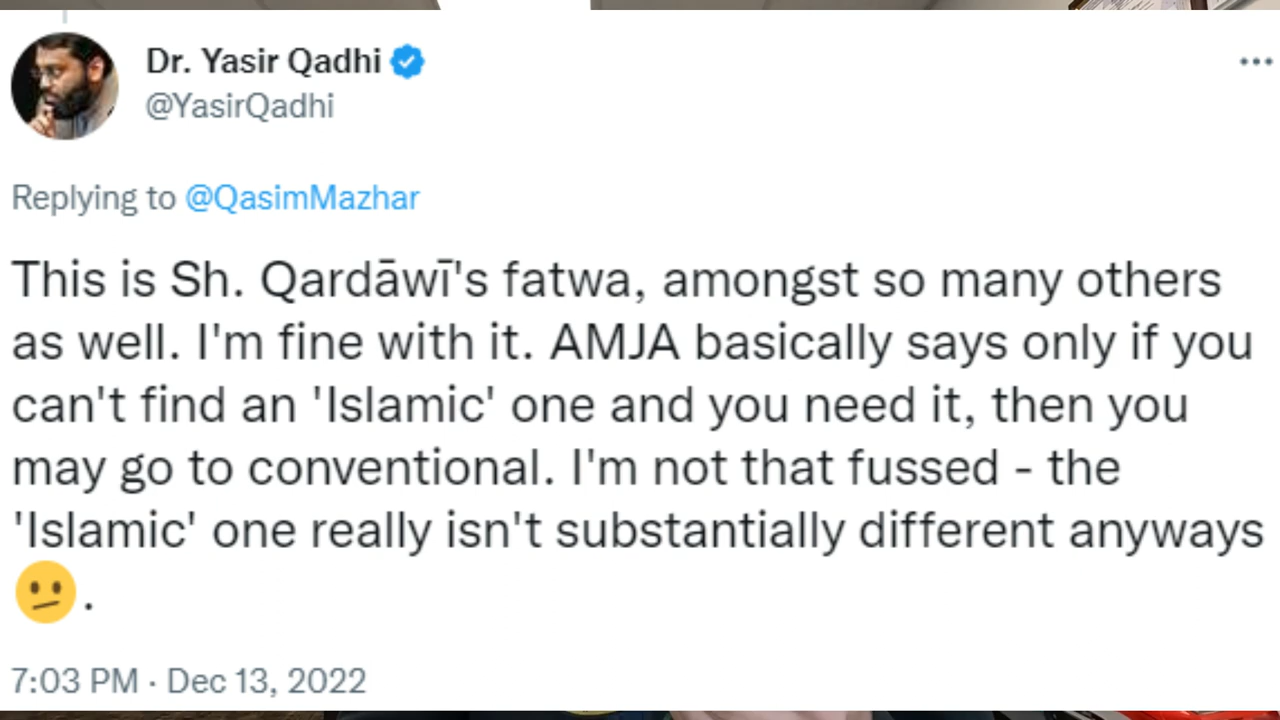 Dr. Yasir Qadhi
@YasirQadhi
Replying to @QasimMazhar
This is Sh. Qardāwī's fatwa, amongst so many others
as well. I'm fine with it. AMJA basically says only if you
can't find an 'Islamic' one and you need it, then you
may go to conventional. I'm not that fussed - the
'Islamic' one really isn't substantially different anyways
🫤.
7:03 PM · Dec 13, 2022